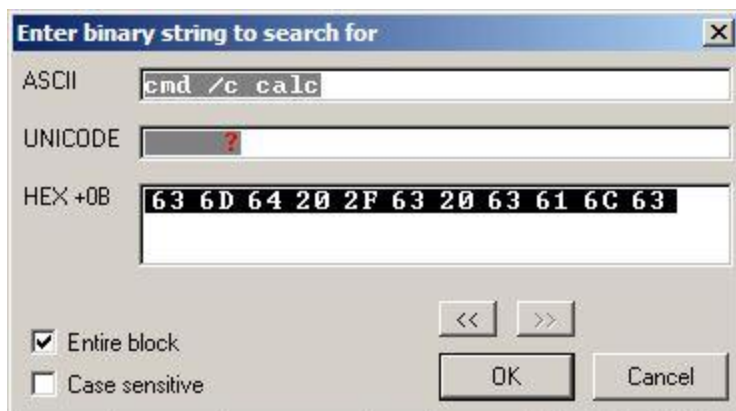 Enter binary string to search for
ASCII cmd /c calc
UNICODE ?
HEX +0B 63 6D 64 20 2F 63 20 63 61 6C 63
<< >>
Entire block
Case sensitive
OK Cancel